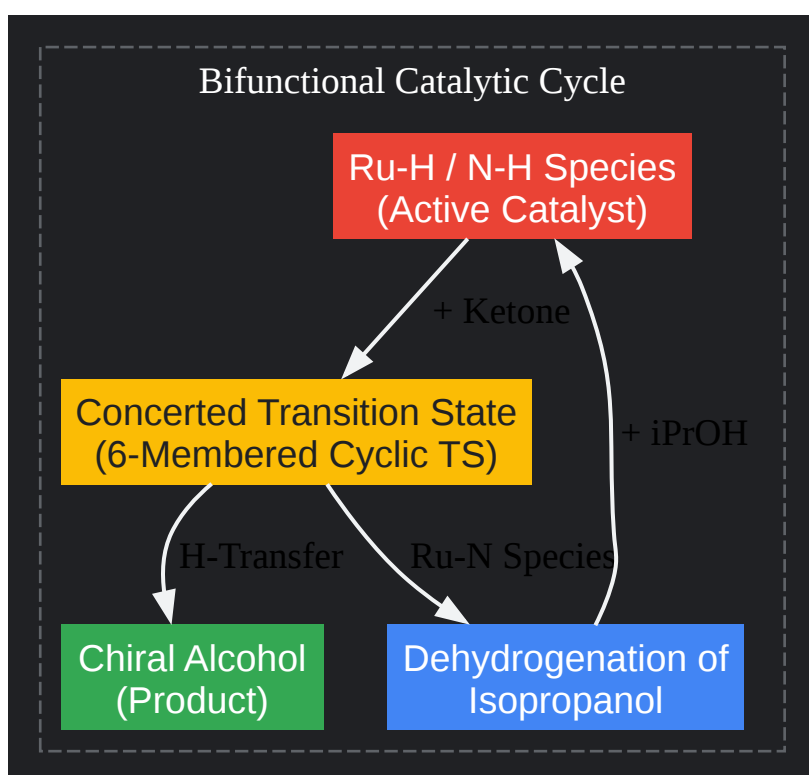 Bifunctional Catalytic Cycle
Ru-H / N-H Species
(Active Catalyst)
+ Ketone
Concerted Transition State
(6-Membered Cyclic TS)
+ iPrOH
H-Transfer
Ru-N Species
Chiral Alcohol
(Product)
Dehydrogenation of
Isopropanol